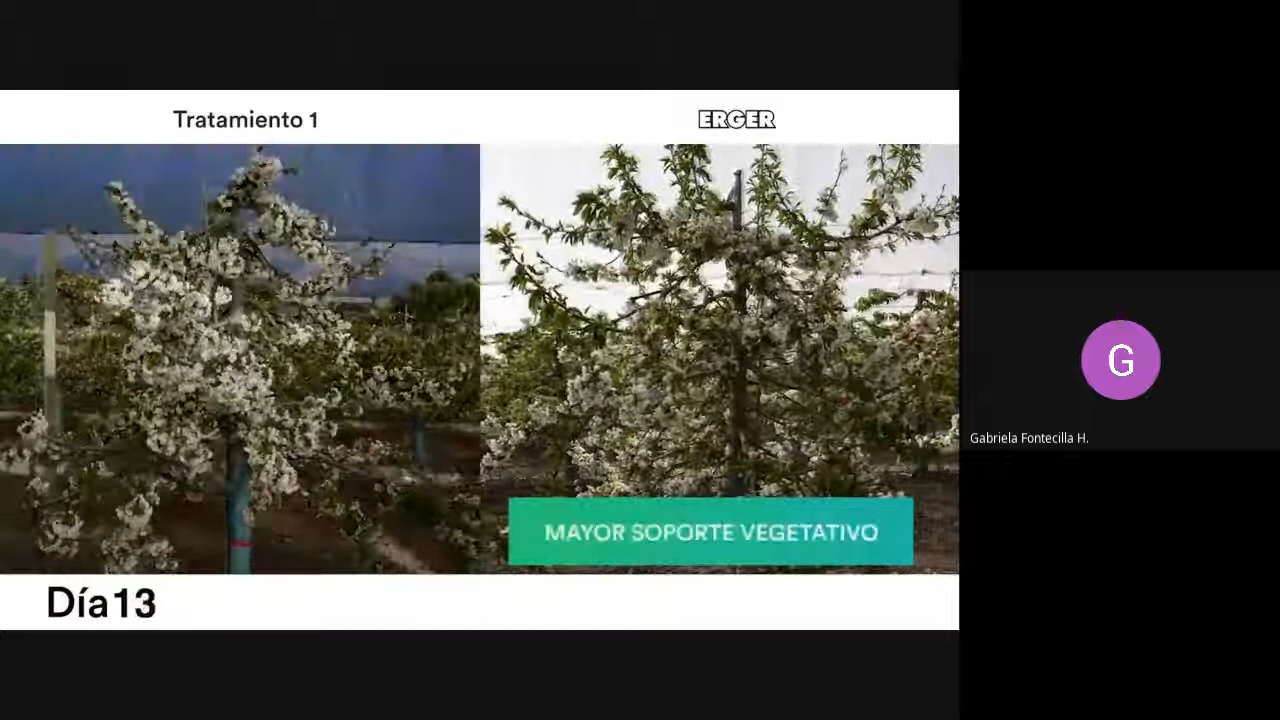 Tratamiento 1
ERGER
MAYOR SOPORTE VEGETATIVO
Día13
G
Gabriela Fontecilla H.